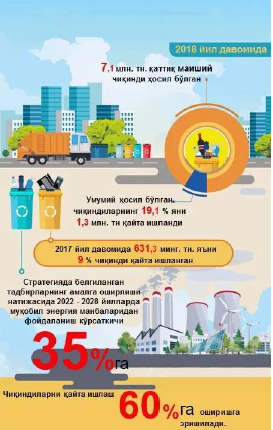 2018 йил давомида
7,1 млн. тн. қаттиқ маиший
чиқинди ҳосил бўлган
Умумий ҳосил бўлган,
чиқиндиларнинг 19,1 % яни
1,3 млн. тн қайта ишланди
2017 йил давомида 631,3 минг. тн. яъни
9 % чиқинди қайта ишланган
Стратегияда белгиланган
тадбирларнинг амалга оширилиши
натижасида 2022 - 2028 йилларда
муқобил энергия манбаларидан
фойдаланиш кўрсаткичи
35%га
Чиқиндиларни қайта ишлаш
60%га оширишга
эришилади.